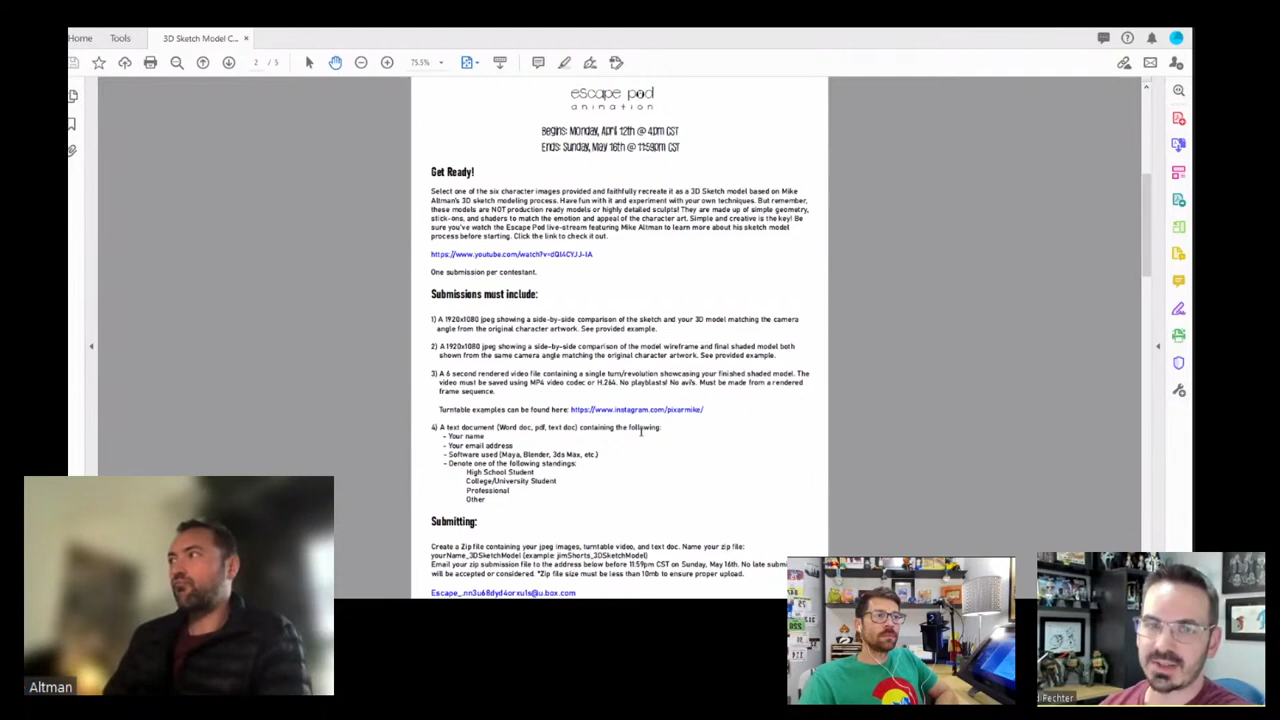 Home Tools 3D Sketch Model C... ×
2 / 5 75.5%
escape pod
animation
Begins: Monday, April 12th @ 4pm CST
Ends: Sunday, May 16th @ 11:59pm CST
Get Ready!
Select one of the six character images provided and faithfully recreate it as a 3D Sketch model based on Mike
Altman's 3D sketch modeling process. Have fun with it and experiment with your own techniques. But remember,
these models are NOT production ready models or highly detailed sculpts! They are made up of simple geometry,
stick-ons, and shaders to match the emotion and appeal of the character art. Simple and creative is the key! Be
sure you've watch the Escape Pod live-stream featuring Mike Altman to learn more about his sketch model
process before starting. Click the link to check it out.
https://www.youtube.com/watch?v=dQI4CYJJ-IA
One submission per contestant.
Submissions must include:
1) A 1920x1080 jpeg showing a side-by-side comparison of the sketch and your 3D model matching the camera
angle from the original character artwork. See provided example.
2) A 1920x1080 jpeg showing a side-by-side comparison of the model wireframe and final shaded model both
shown from the same camera angle matching the original character artwork. See provided example.
3) A 6 second rendered video file containing a single turn/revolution showcasing your finished shaded model. The
video must be saved using MP4 video codec or H.264. No playblasts! No avi's. Must be made from a rendered
frame sequence.
Turntable examples can be found here: https://www.instagram.com/pixarmike/
4) A text document (Word doc, pdf, text doc) containing the following:
- Your name
- Your email address
- Software used (Maya, Blender, 3ds Max, etc.)
- Denote one of the following standings:
High School Student
College/University Student
Professional
Other
Submitting:
Create a Zip file containing your jpeg images, turntable video, and text doc. Name your zip file:
yourName_3DSketchModel (example: jimShorts_3DSketchModel)
Email your zip submission file to the address below before 11:59pm CST on Sunday, May 16th. No late subm
will be accepted or considered. *Zip file size must be less than 10mb to ensure proper upload.
Escape_.nn3u68dyd4orxu1s@u.box.com
Altman
d Fechter